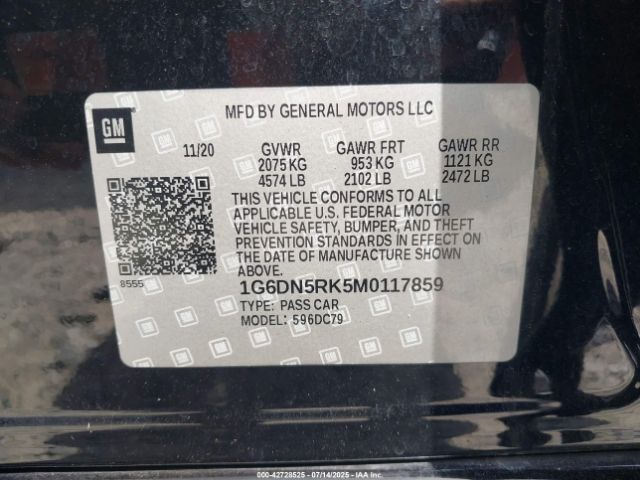 GM
MFD BY GENERAL MOTORS LLC
11/20 GVWR GAWR FRT GAWR RR
2075 KG 953 KG 1121 KG
4574 LB 2102 LB 2472 LB
THIS VEHICLE CONFORMS TO ALL
APPLICABLE U.S. FEDERAL MOTOR
VEHICLE SAFETY, BUMPER, AND THEFT
PREVENTION STANDARDS IN EFFECT ON
THE DATE OF MANUFACTURE SHOWN
ABOVE.
8555
1G6DN5RK5M0117859
TYPE: PASS CAR
MODEL: 596DC79
000-42728525 07/14/2025 IAAI.COM